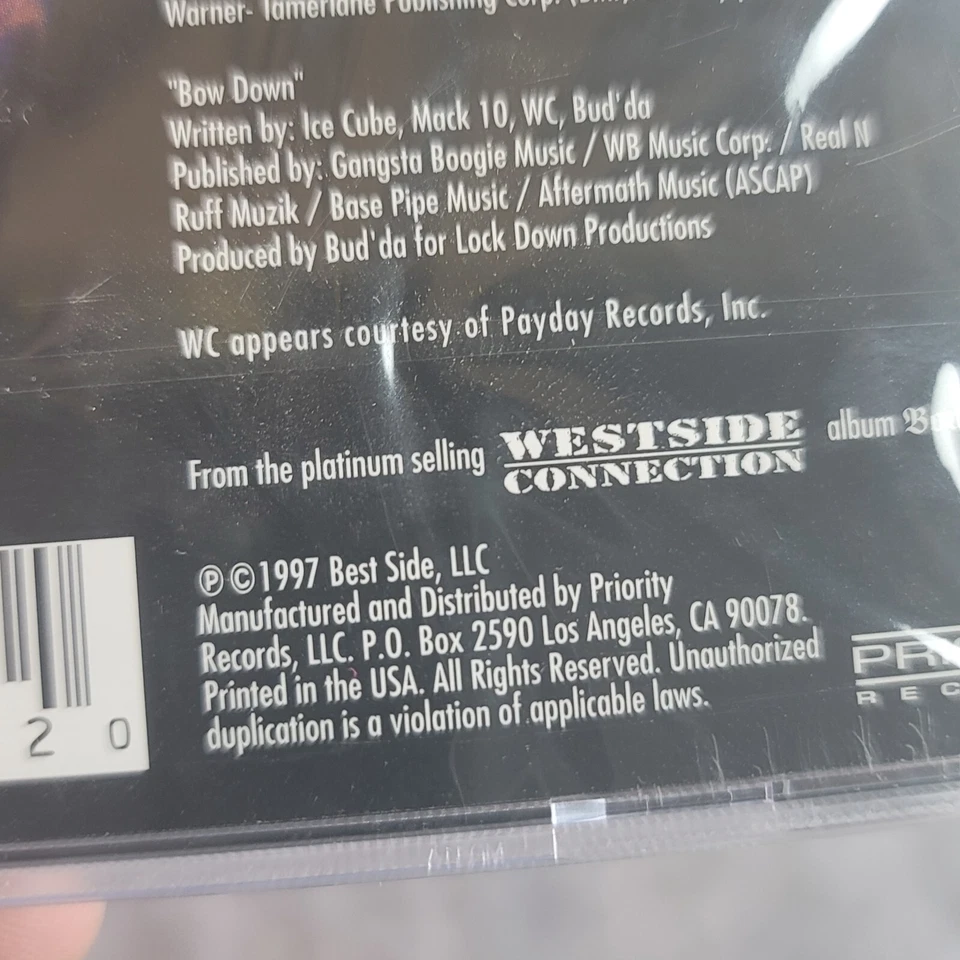 Warner- Tamerlane Publishing Corp.
"Bow Down"
Written by: Ice Cube, Mack 10, WC, Bud'da
Published by: Gangsta Boogie Music / WB Music Corp. / Real N
Ruff Muzik / Base Pipe Music / Aftermath Music (ASCAP)
Produced by Bud'da for Lock Down Productions
WC appears courtesy of Payday Records, Inc.
From the platinum selling WESTSIDE CONNECTION album
℗©1997 Best Side, LLC
Manufactured and Distributed by Priority
Records, LLC. P.O. Box 2590 Los Angeles, CA 90078.
Printed in the USA. All Rights Reserved. Unauthorized
duplication is a violation of applicable laws.
2 0